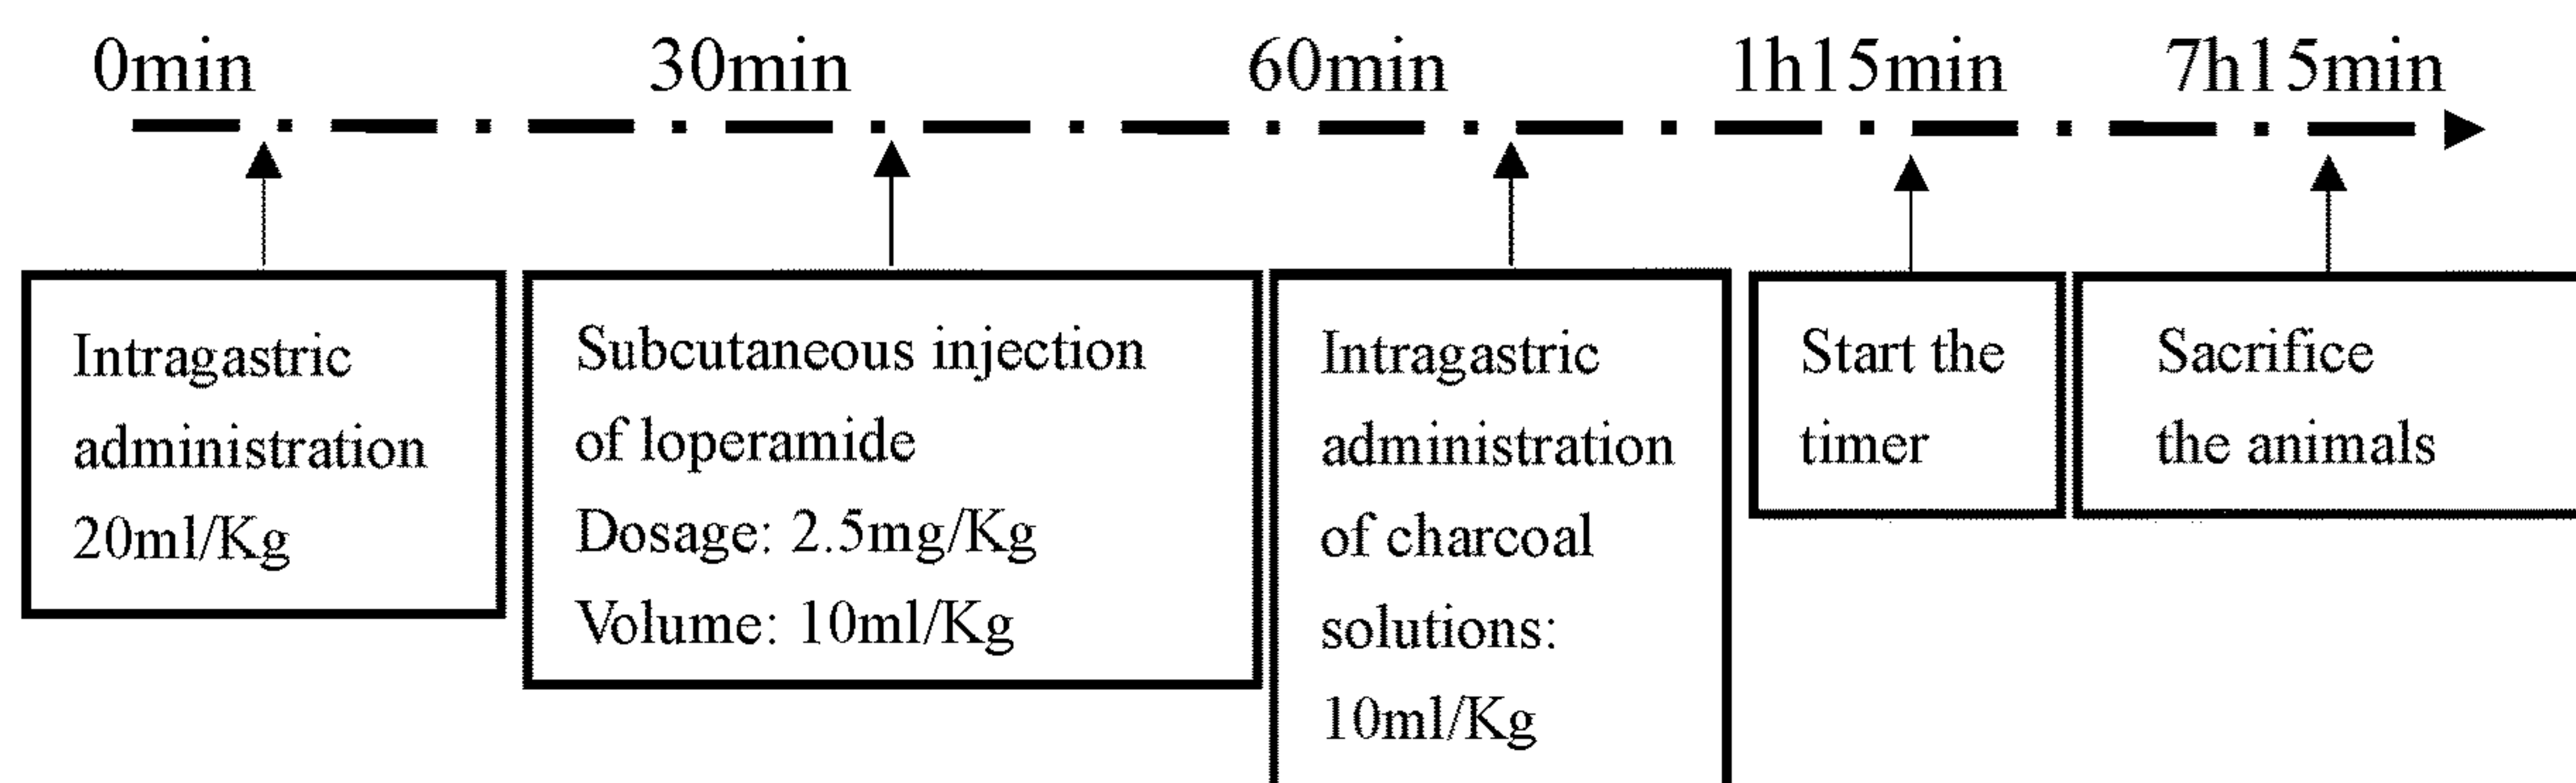 0min 30min 60min 1h15min 7h15min
Intragastric
administration
20ml/Kg
Subcutaneous injection
of loperamide
Dosage: 2.5mg/Kg
Volume: 10ml/Kg
Intragastric
administration
of charcoal
solutions:
10ml/Kg
Start the
timer
Sacrifice
the animals